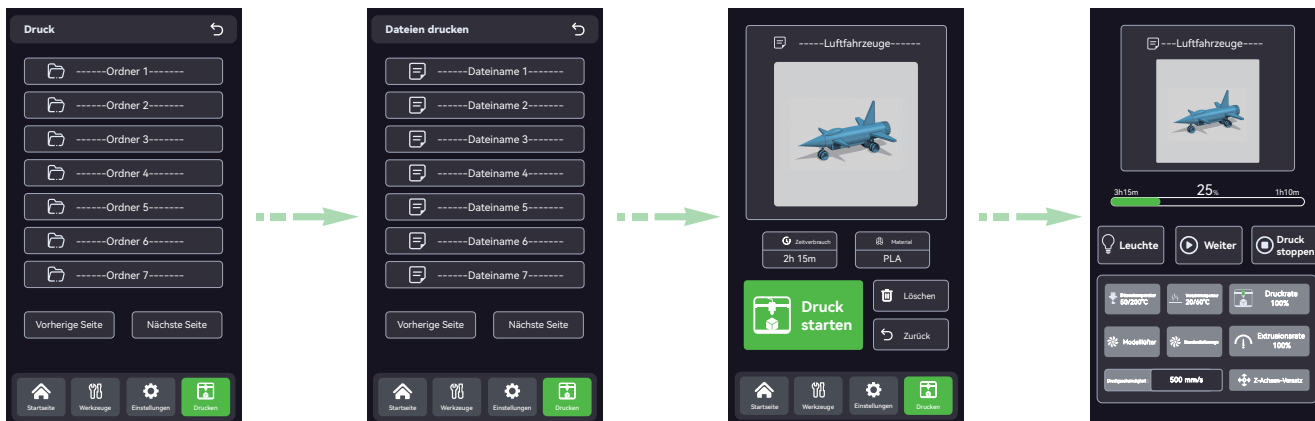 Druck
------Ordner 1-------
------Ordner 2-------
------Ordner 3-------
------Ordner 4-------
------Ordner 5-------
------Ordner 6-------
------Ordner 7-------
Vorherige Seite
Nächste Seite
Startseite
Werkzeuge
Einstellungen
Drucken
Dateien drucken
------Dateiname 1-------
------Dateiname 2-------
------Dateiname 3-------
------Dateiname 4-------
------Dateiname 5-------
------Dateiname 6-------
------Dateiname 7-------
Vorherige Seite
Nächste Seite
Startseite
Werkzeuge
Einstellungen
Drucken
-----Luftfahrzeuge------
Zeitverbrauch
2h 15m
Material
PLA
Druck
starten
Löschen
Zurück
Startseite
Werkzeuge
Einstellungen
Drucken
---Luftfahrzeuge----
3h15m
25%
1h10m
Leuchte
Weiter
Druck
stoppen
50/200°C
20/60°C
Druckrate
100%
Modelllüfter
Extrusionsrate
100%
500 mm/s
Z-Achsen-Versatz